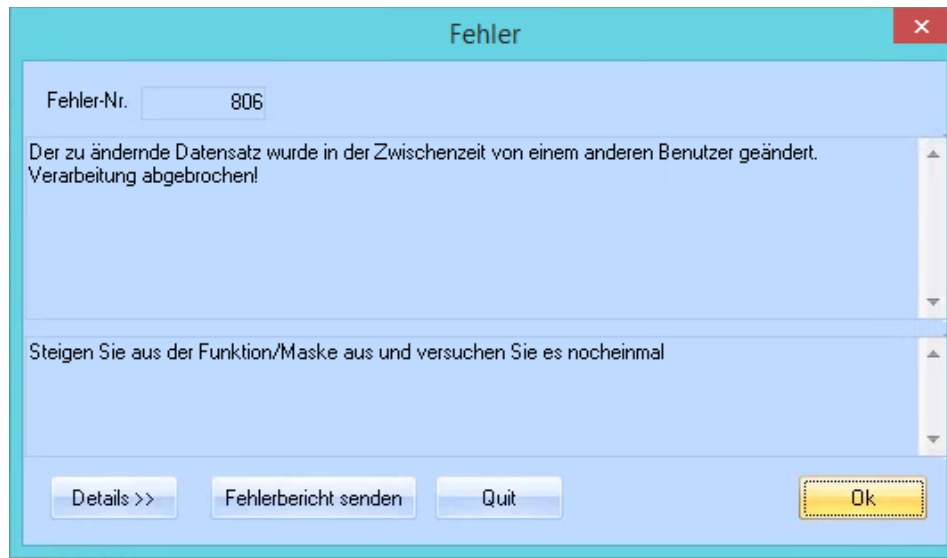 Fehler
Fehler-Nr. 806
Der zu ändernde Datensatz wurde in der Zwischenzeit von einem anderen Benutzer geändert.
Verarbeitung abgebrochen!
Steigen Sie aus der Funktion/Maske aus und versuchen Sie es nocheinmal
Details >> Fehlerbericht senden Quit Ok